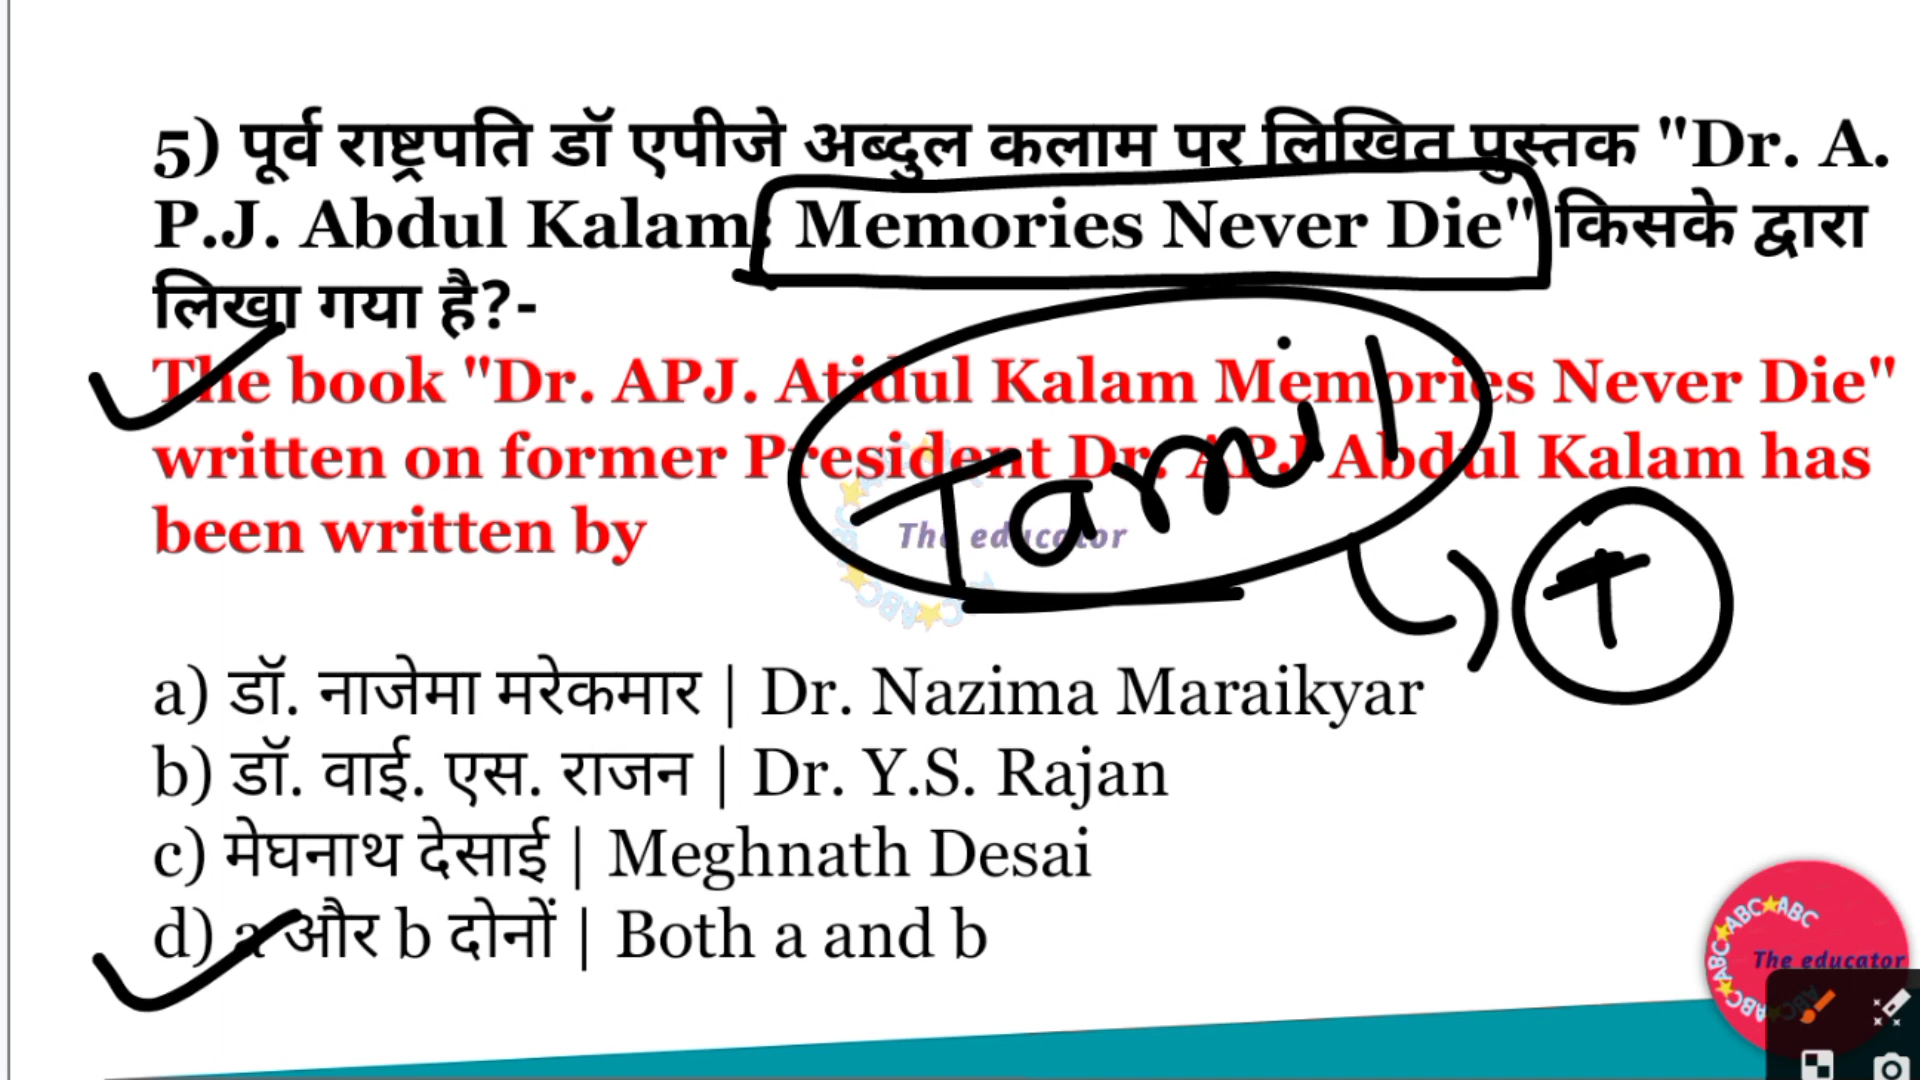 5) पूर्व राष्ट्रपति डॉ एपीजे अब्दुल कलाम पर लिखित पुस्तक "Dr. A.
P.J. Abdul Kalam: Memories Never Die" किसके द्वारा
लिखा गया है?-
The book "Dr. APJ. Atidul Kalam Memories Never Die"
written on former President Dr. APJ Abdul Kalam has
been written by
Tamil
T
The educator
a) डॉ. नाजेमा मरेकमार | Dr. Nazima Maraikyar
b) डॉ. वाई. एस. राजन | Dr. Y.S. Rajan
c) मेघनाथ देसाई | Meghnath Desai
d) a और b दोनों | Both a and b
ABC ABC ABC ABC
The educator